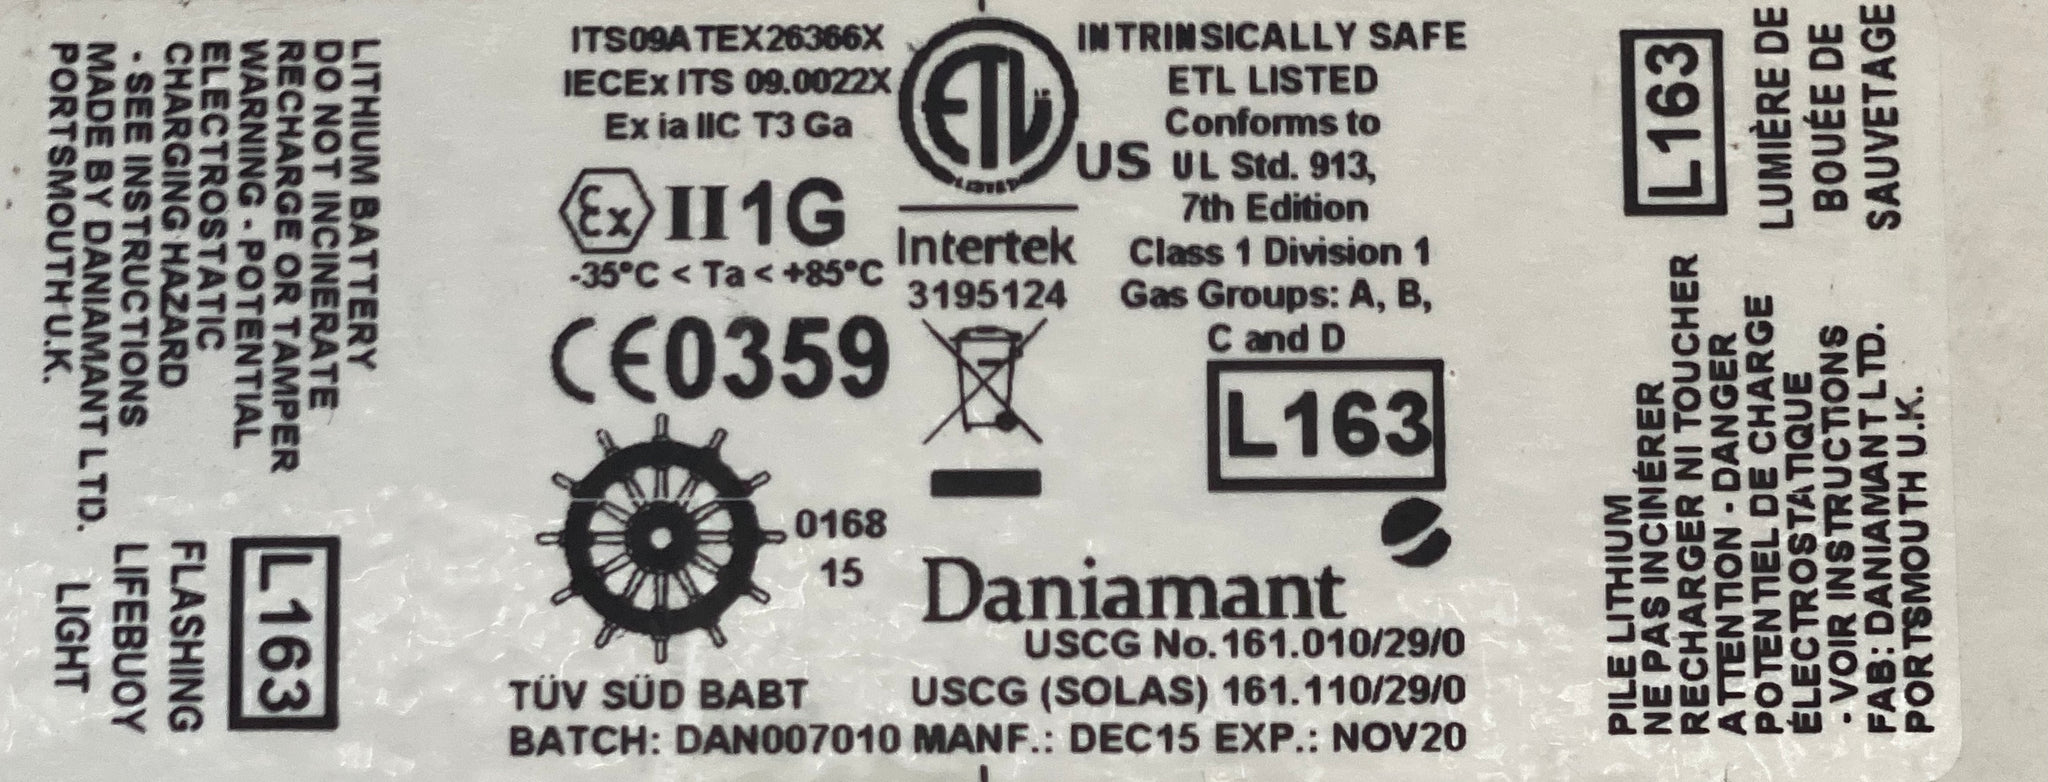 LITHIUM BATTERY
DO NOT INCINERATE
RECHARGE OR TAMPER
WARNING - POTENTIAL
ELECTROSTATIC
CHARGING HAZARD
- SEE INSTRUCTIONS
MADE BY DANIAMANT LTD.
PORTSMOUTH U.K.
L163
FLASHING
LIFEBUOY
LIGHT
ITS09ATEX26366X
IECEx ITS 09.0022X
Ex ia IIC T3 Ga
Ex II 1G
-35°C < Ta < +85°C
CE0359
0168
15
TÜV SÜD BABT
ETL
LISTED
US
Intertek
3195124
INTRINSICALLY SAFE
ETL LISTED
Conforms to
UL Std. 913,
7th Edition
Class 1 Division 1
Gas Groups: A, B,
C and D
L163
Daniamant
USCG No.161.010/29/0
USCG (SOLAS) 161.110/29/0
BATCH: DAN007010 MANF.: DEC15 EXP.: NOV20
L163
LUMIÈRE DE
BOUÉE DE
SAUVETAGE
PILE LITHIUM
NE PAS INCINÉRER
RECHARGER NI TOUCHER
ATTENTION - DANGER
POTENTIEL DE CHARGE
ÉLECTROSTATIQUE
- VOIR INSTRUCTIONS
FAB: DANIAMANT LTD.
PORTSMOUTH U.K.